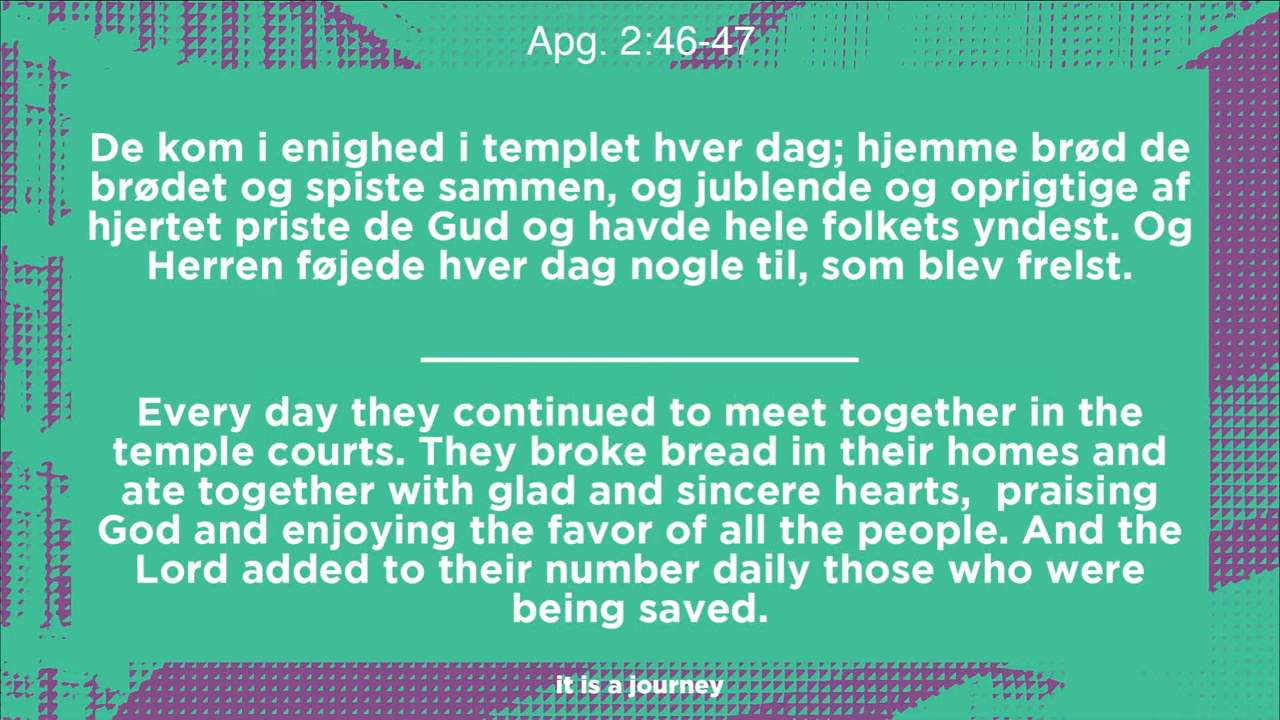 Apg. 2:46-47
De kom i enighed i templet hver dag; hjemme brød de
brødet og spiste sammen, og jublende og oprigtige af
hjertet priste de Gud og havde hele folkets yndest. Og
Herren føjede hver dag nogle til, som blev frelst.
Every day they continued to meet together in the
temple courts. They broke bread in their homes and
ate together with glad and sincere hearts,  praising
God and enjoying the favor of all the people. And the
Lord added to their number daily those who were
being saved.
it is a journey